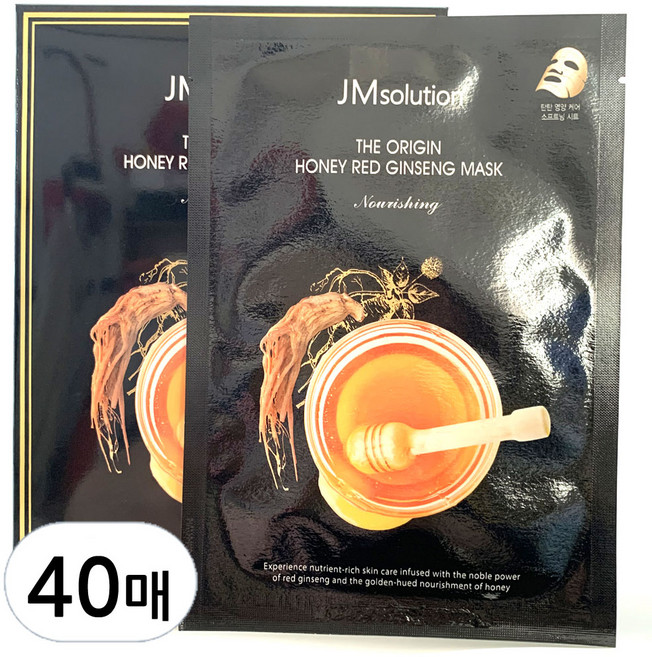 JM
T
HONEY R
JMsolution
탄탄 영양 케어
소프트닝 시트
THE ORIGIN
HONEY RED GINSENG MASK
Nourishing
Experience nutrient-rich skin care infused with the noble power
of red ginseng and the golden-hued nourishment of honey
40매